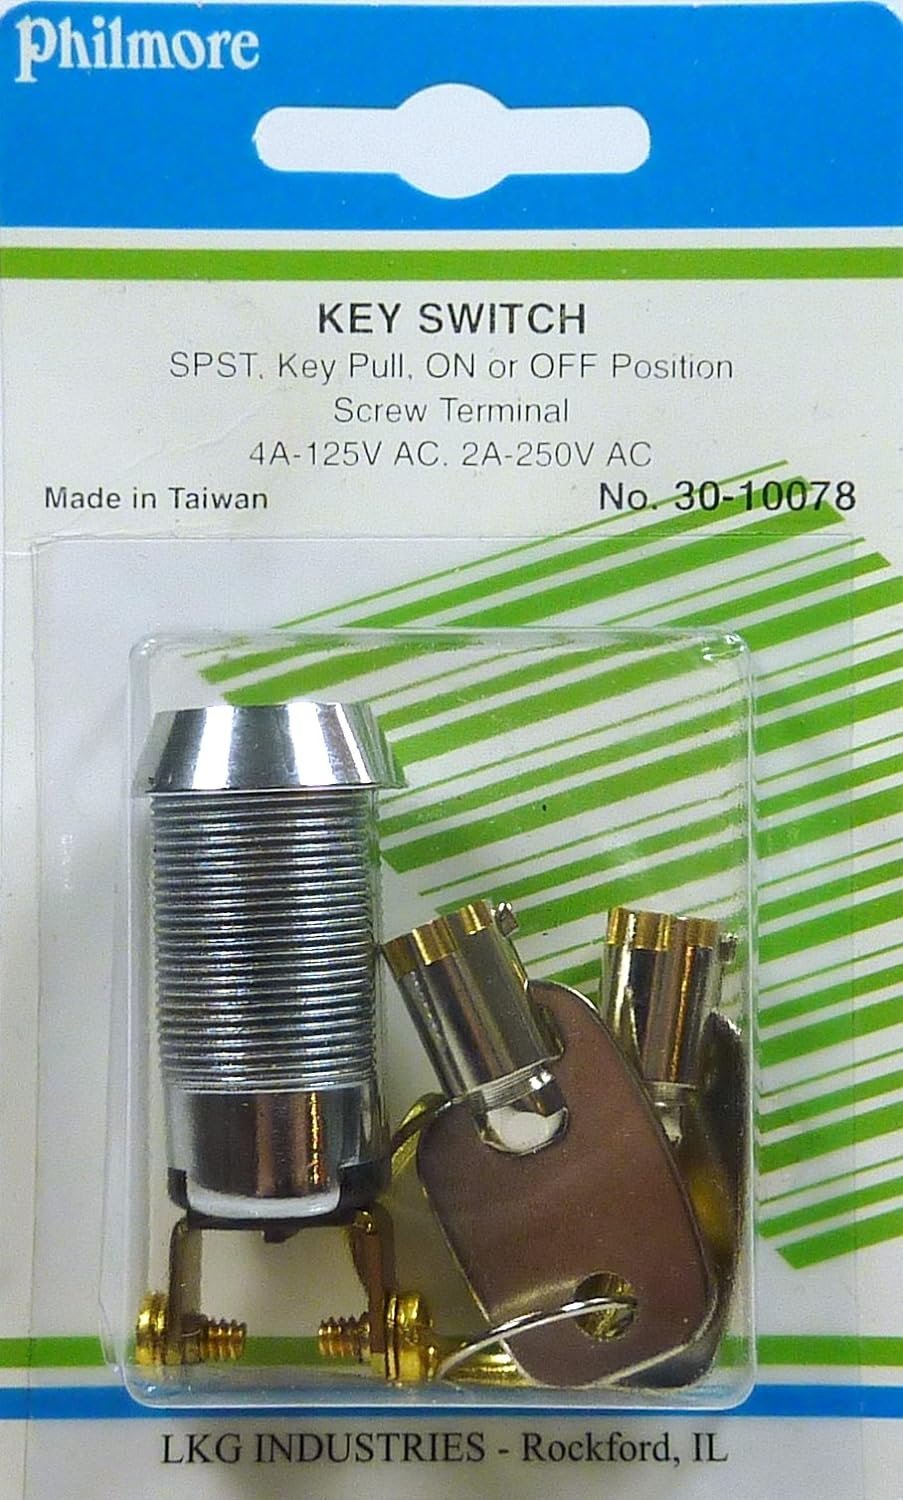 Philmore
KEY SWITCH
SPST, Key Pull, ON or OFF Position
Screw Terminal
4A-125V AC. 2A-250V AC
Made in Taiwan
No. 30-10078
LKG INDUSTRIES - Rockford, IL